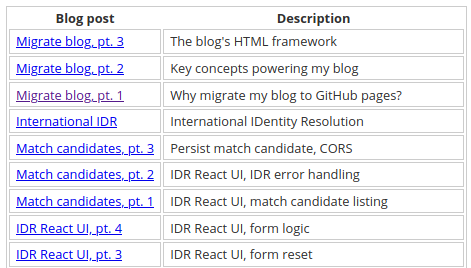 Blog post Description
Migrate blog, pt. 3 The blog's HTML framework
Migrate blog, pt. 2 Key concepts powering my blog
Migrate blog, pt. 1 Why migrate my blog to GitHub pages?
International IDR International IDentity Resolution
Match candidates, pt. 3 Persist match candidate, CORS
Match candidates, pt. 2 IDR React UI, IDR error handling
Match candidates, pt. 1 IDR React UI, match candidate listing
IDR React UI, pt. 4 IDR React UI, form logic
IDR React UI, pt. 3 IDR React UI, form reset